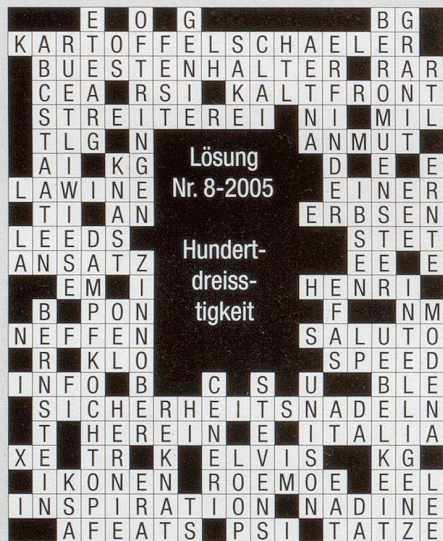 E O G BG
KARTOFFELSCHAELER
BUESTENHALTER RAR
CEA RSI KALTFRONT
STREITEREI NI MIL
TLG N ANMUT
AI KG D E E
LAWINE EINER
TI AN ERBSEN
LEEDS STET
ANSATZ EE E
EM I HENRI
B PON F NM
NEFFEN SALUTO
R KLO SPEED
INFO B C S U BLE
SICHERHEITSNADELN
T HEREIN E ITALIA
XE TR K ELVIS KG
IKONEN ROEMOE EEL
INSPIRATION NADINE
AFEATS PSI TATZE
Lösung
Nr. 8-2005
Hundert-
dreiss-
tigkeit